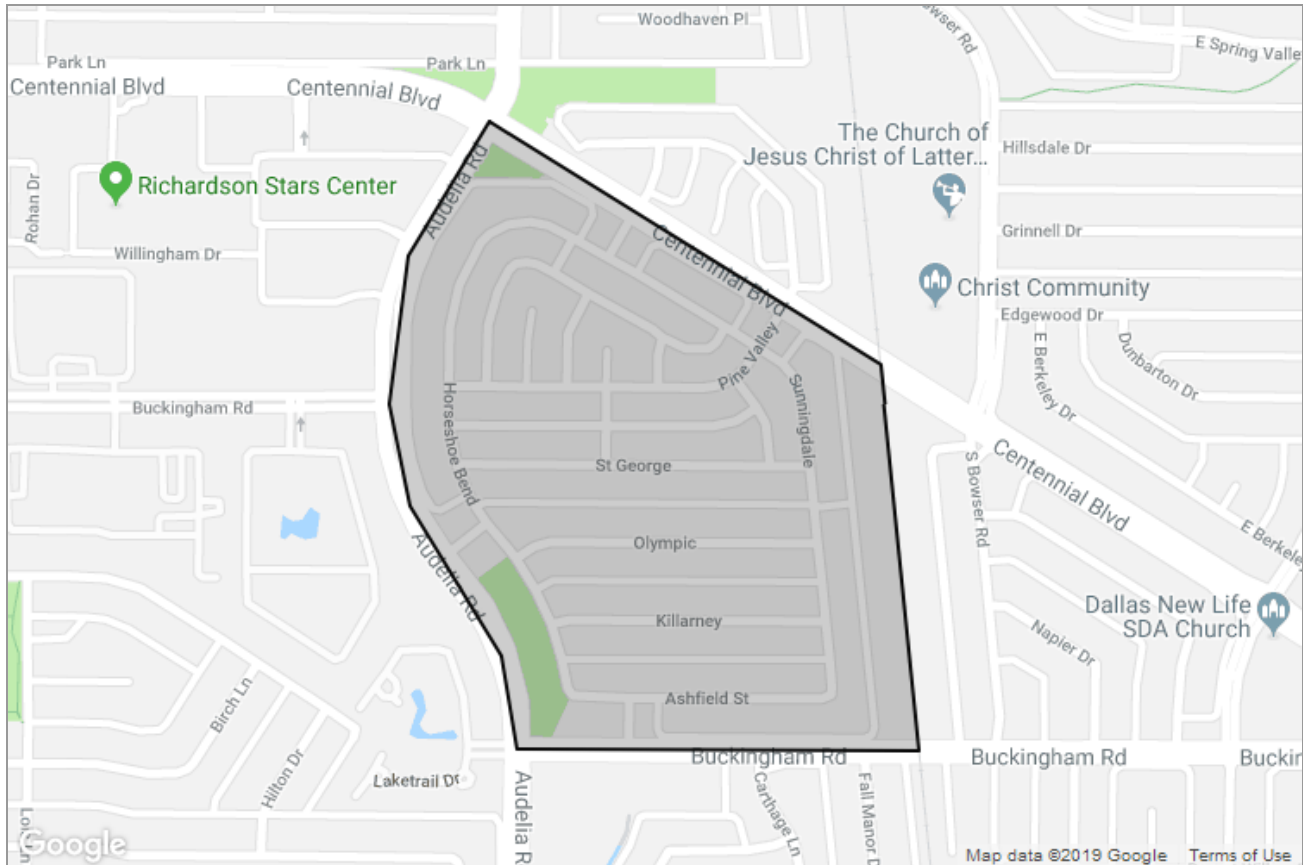 Woodhaven Pl
Bowser Rd
E Spring Valle
Park Ln
Park Ln
Centennial Blvd
Centennial Blvd
The Church of
Jesus Christ of Latter...
Hillsdale Dr
Audelia Rd
Richardson Stars Center
Rohan Dr
Willingham Dr
Grinnell Dr
Centennial Blvd
Christ Community
Edgewood Dr
E Berkeley Dr
Dunbarton Dr
Pine Valley
Sunningdale
Horseshoe Bend
Buckingham Rd
St George
S Bowser Rd
Centennial Blvd
Olympic
Audelia Rd
E Berkeley
Killarney
Dallas New Life
SDA Church
Napier Dr
Birch Ln
Ashfield St
Hilton Dr
Buckingham Rd
Buckingham Rd
Buckin
Laketrail Dr
Audelia R
Carthage Ln
Fall Manor D
Lois Ln
Google
Map data ©2019 Google
Terms of Use